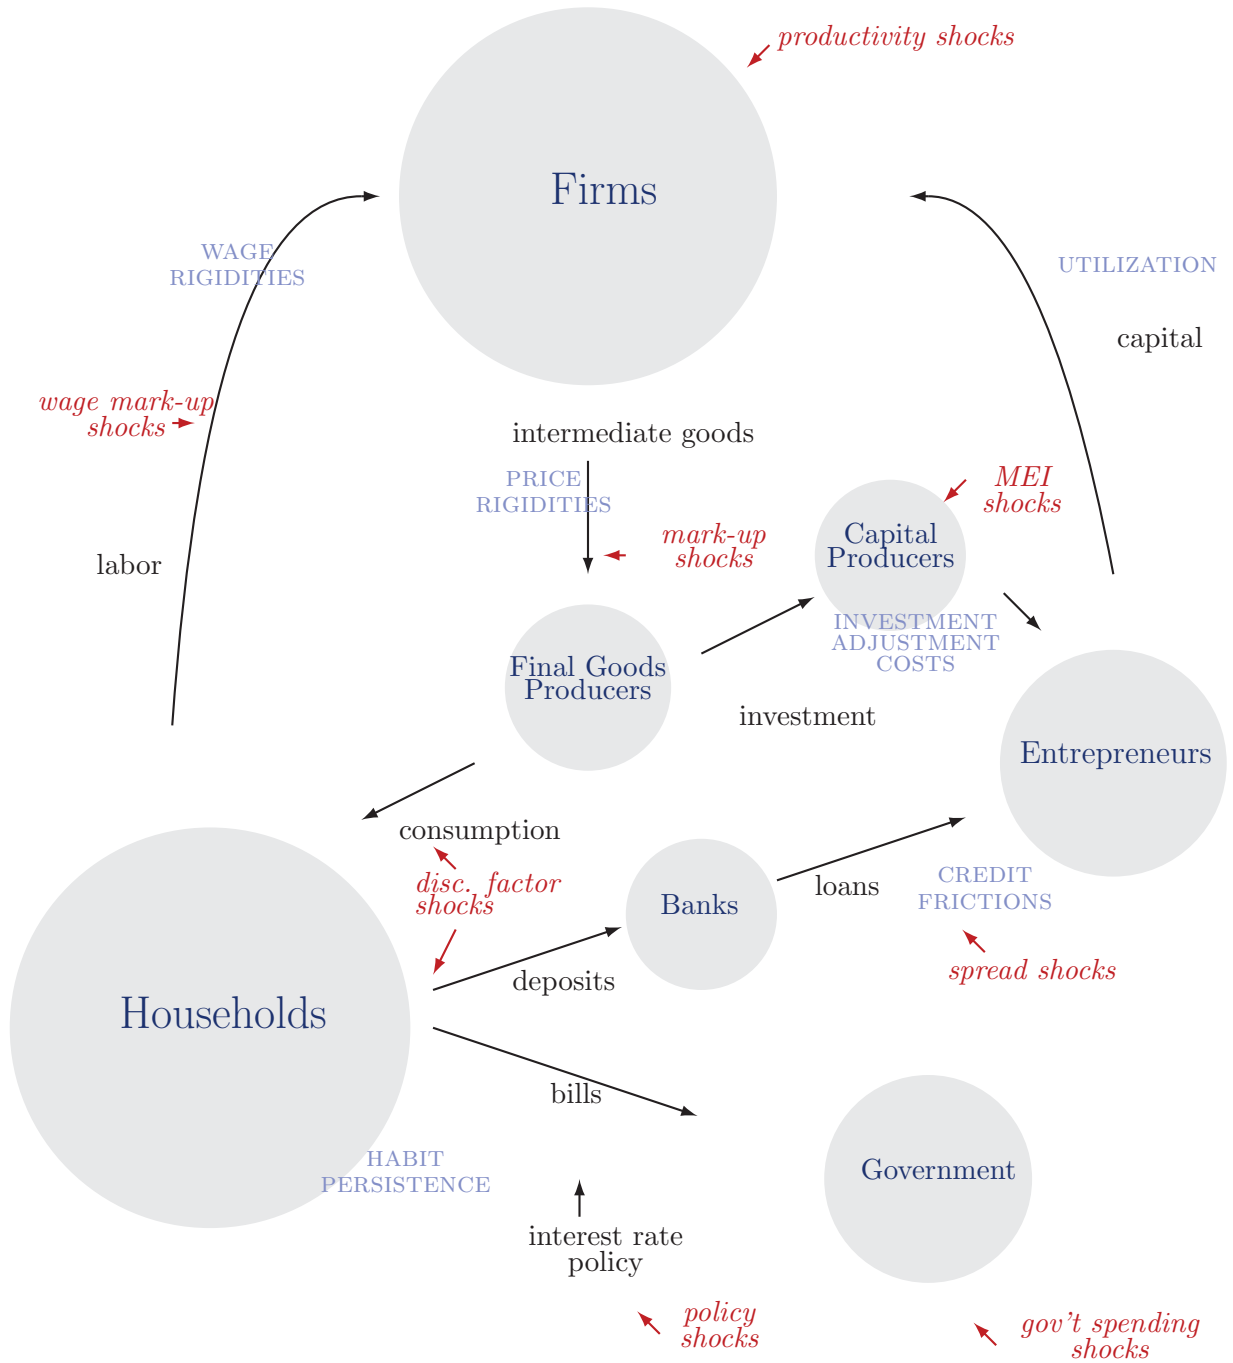 productivity shocks
Firms
WAGE
RIGIDITIES
UTILIZATION
capital
wage mark-up
shocks
intermediate goods
PRICE
RIGIDITIES
MEI
shocks
mark-up
shocks
Capital
Producers
labor
INVESTMENT
ADJUSTMENT
COSTS
Final Goods
Producers
investment
Entrepreneurs
consumption
disc. factor
shocks
Banks
loans
CREDIT
FRICTIONS
spread shocks
deposits
Households
bills
HABIT
PERSISTENCE
Government
interest rate
policy
policy
shocks
gov't spending
shocks